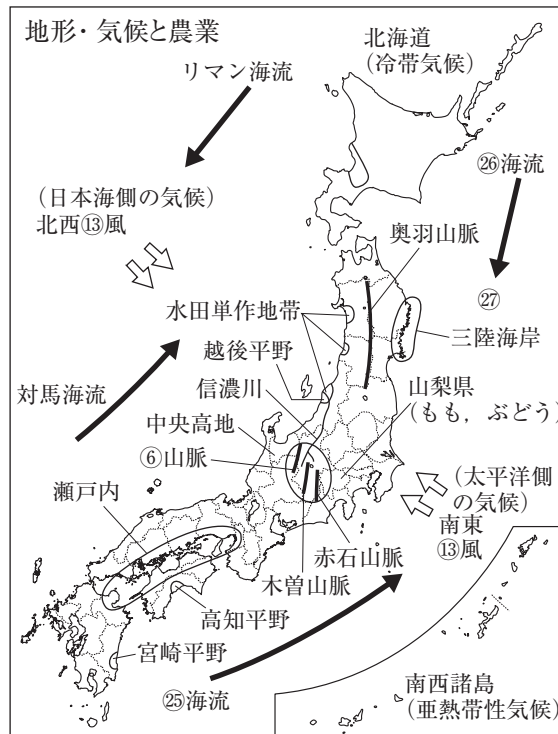 地形・気候と農業
リマン海流
北海道
(冷帯気候)
㉖海流
(日本海側の気候)
北西⑬風
奥羽山脈
㉗
水田単作地帯
三陸海岸
越後平野
対馬海流
信濃川
山梨県
(もも，ぶどう)
中央高地
⑥山脈
(太平洋側
の気候)
瀬戸内
南東
⑬風
赤石山脈
木曽山脈
高知平野
宮崎平野
㉕海流
南西諸島
(亜熱帯性気候)